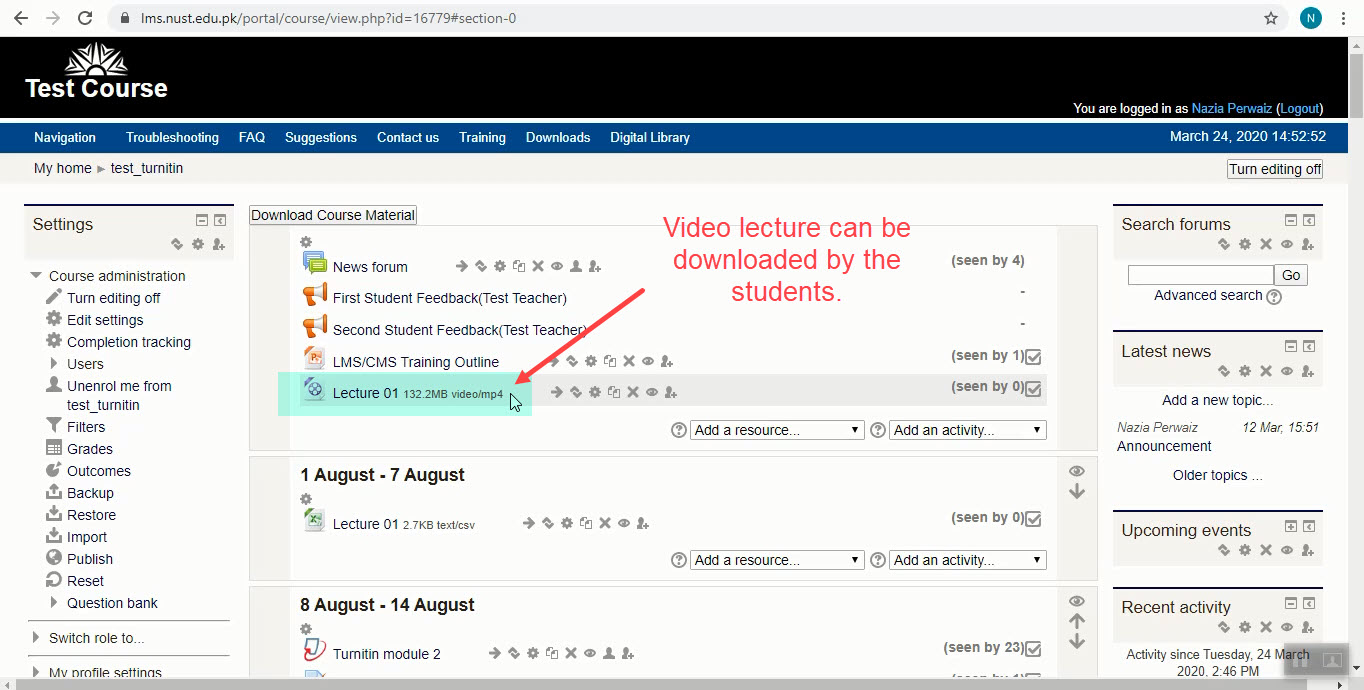 lms.nust.edu.pk/portal/course/view.php?id=16779#section-0
N
Test Course
You are logged in as Nazia Perwaiz (Logout)
Navigation Troubleshooting FAQ Suggestions Contact us Training Downloads Digital Library March 24, 2020 14:52:52
My home ► test_turnitin
Turn editing off
Settings
Course administration
Turn editing off
Edit settings
Completion tracking
Users
Unenrol me from
test_turnitin
Filters
Grades
Outcomes
Backup
Restore
Import
Publish
Reset
Question bank
Switch role to...
My profile settings
Download Course Material
Video lecture can be
downloaded by the
students.
News forum (seen by 4)
First Student Feedback(Test Teacher) -
Second Student Feedback(Test Teacher) -
LMS/CMS Training Outline (seen by 1)
Lecture 01 132.2MB video/mp4 (seen by 0)
Add a resource... Add an activity...
1 August - 7 August
Lecture 01 2.7KB text/csv (seen by 0)
Add a resource... Add an activity...
8 August - 14 August
Turnitin module 2 (seen by 23)
Search forums
Go
Advanced search
Latest news
Add a new topic...
Nazia Perwaiz 12 Mar, 15:51
Announcement
Older topics ...
Upcoming events
Recent activity
Activity since Tuesday, 24 March
2020, 2:46 PM